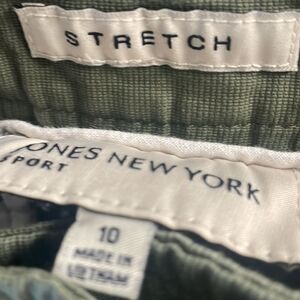 STRETCH
ONES NEW YORK
SPORT
10
MADE IN
VIETNAM